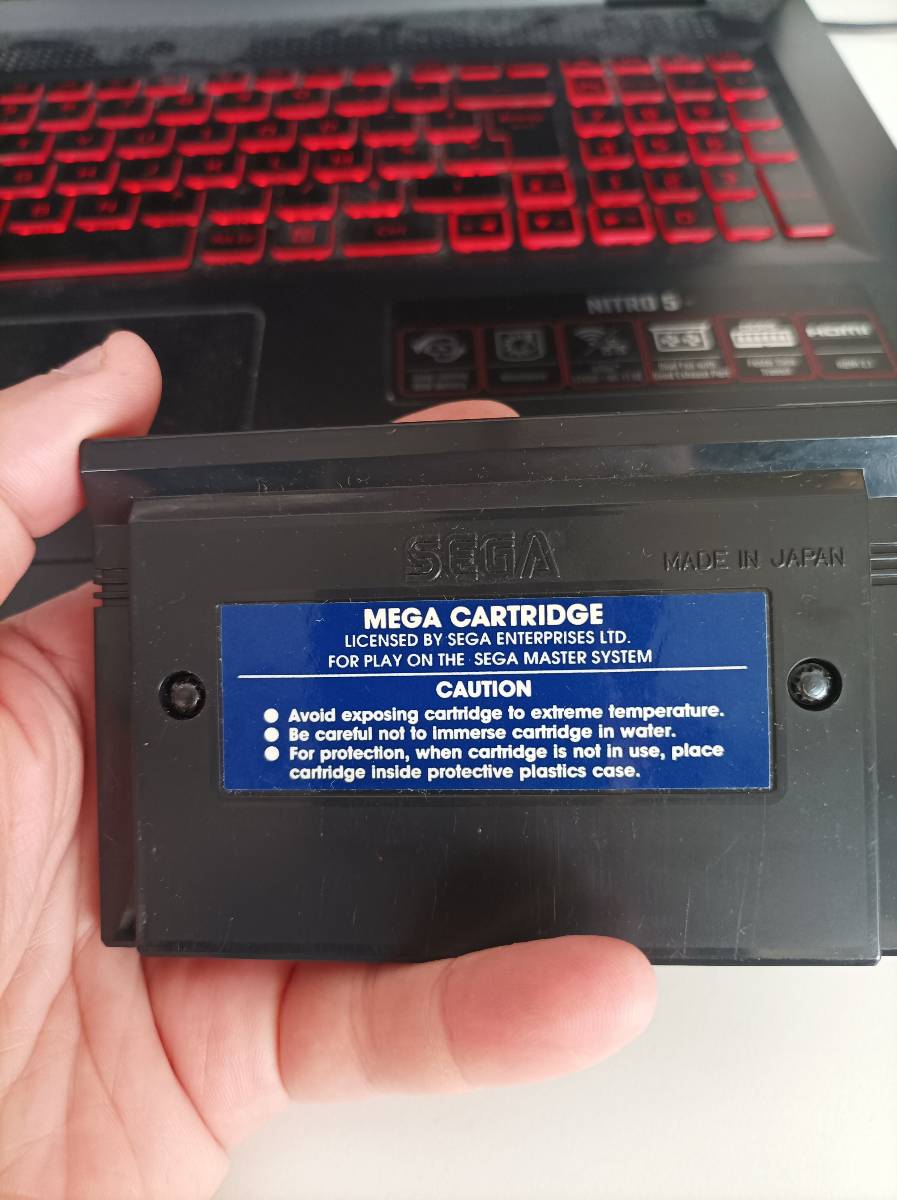 NITRO 5
HDMI
SEGA
MADE IN JAPAN
MEGA CARTRIDGE
LICENSED BY SEGA ENTERPRISES LTD.
FOR PLAY ON THE SEGA MASTER SYSTEM
CAUTION
● Avoid exposing cartridge to extreme temperature.
● Be careful not to immerse cartridge in water.
● For protection, when cartridge is not in use, place
cartridge inside protective plastics case.